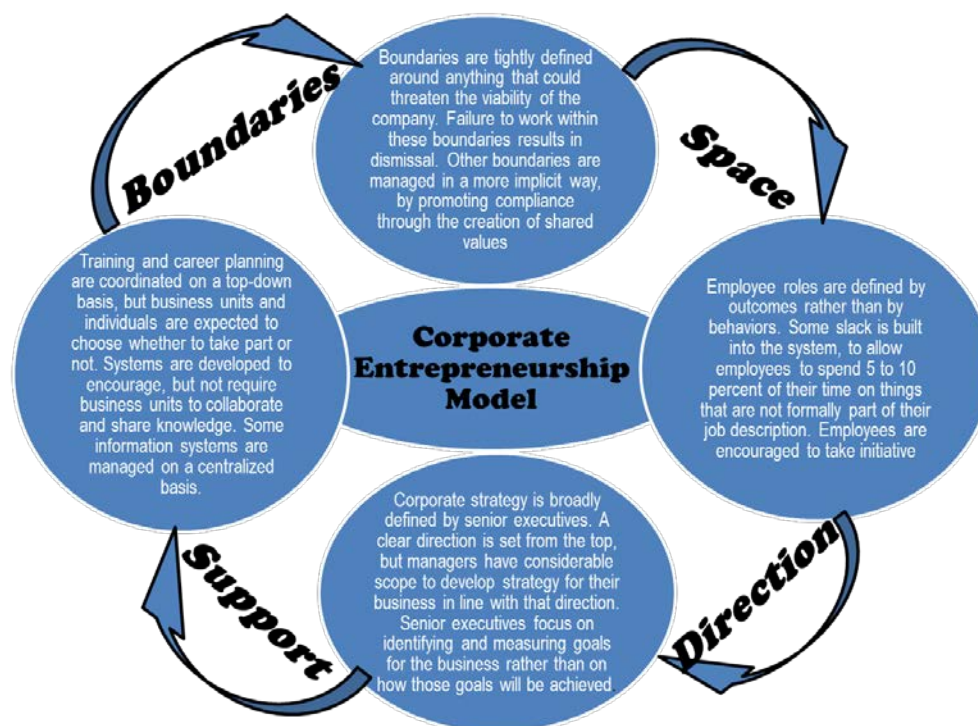 Boundaries
Boundaries are tightly defined
around anything that could
threaten the viability of the
company. Failure to work within
these boundaries results in
dismissal. Other boundaries are
managed in a more implicit way,
by promoting compliance
through the creation of shared
values
Space
Employee roles are defined by
outcomes rather than by
behaviors. Some slack is built
into the system, to allow
employees to spend 5 to 10
percent of their time on things
that are not formally part of their
job description. Employees are
encouraged to take initiative
Direction
Corporate strategy is broadly
defined by senior executives. A
clear direction is set from the top,
but managers have considerable
scope to develop strategy for their
business in line with that direction.
Senior executives focus on
identifying and measuring goals
for the business rather than on
how those goals will be achieved.
Support
Training and career planning
are coordinated on a top-down
basis, but business units and
individuals are expected to
choose whether to take part or
not. Systems are developed to
encourage, but not require
business units to collaborate
and share knowledge. Some
information systems are
managed on a centralized
basis.
Corporate
Entrepreneurship
Model